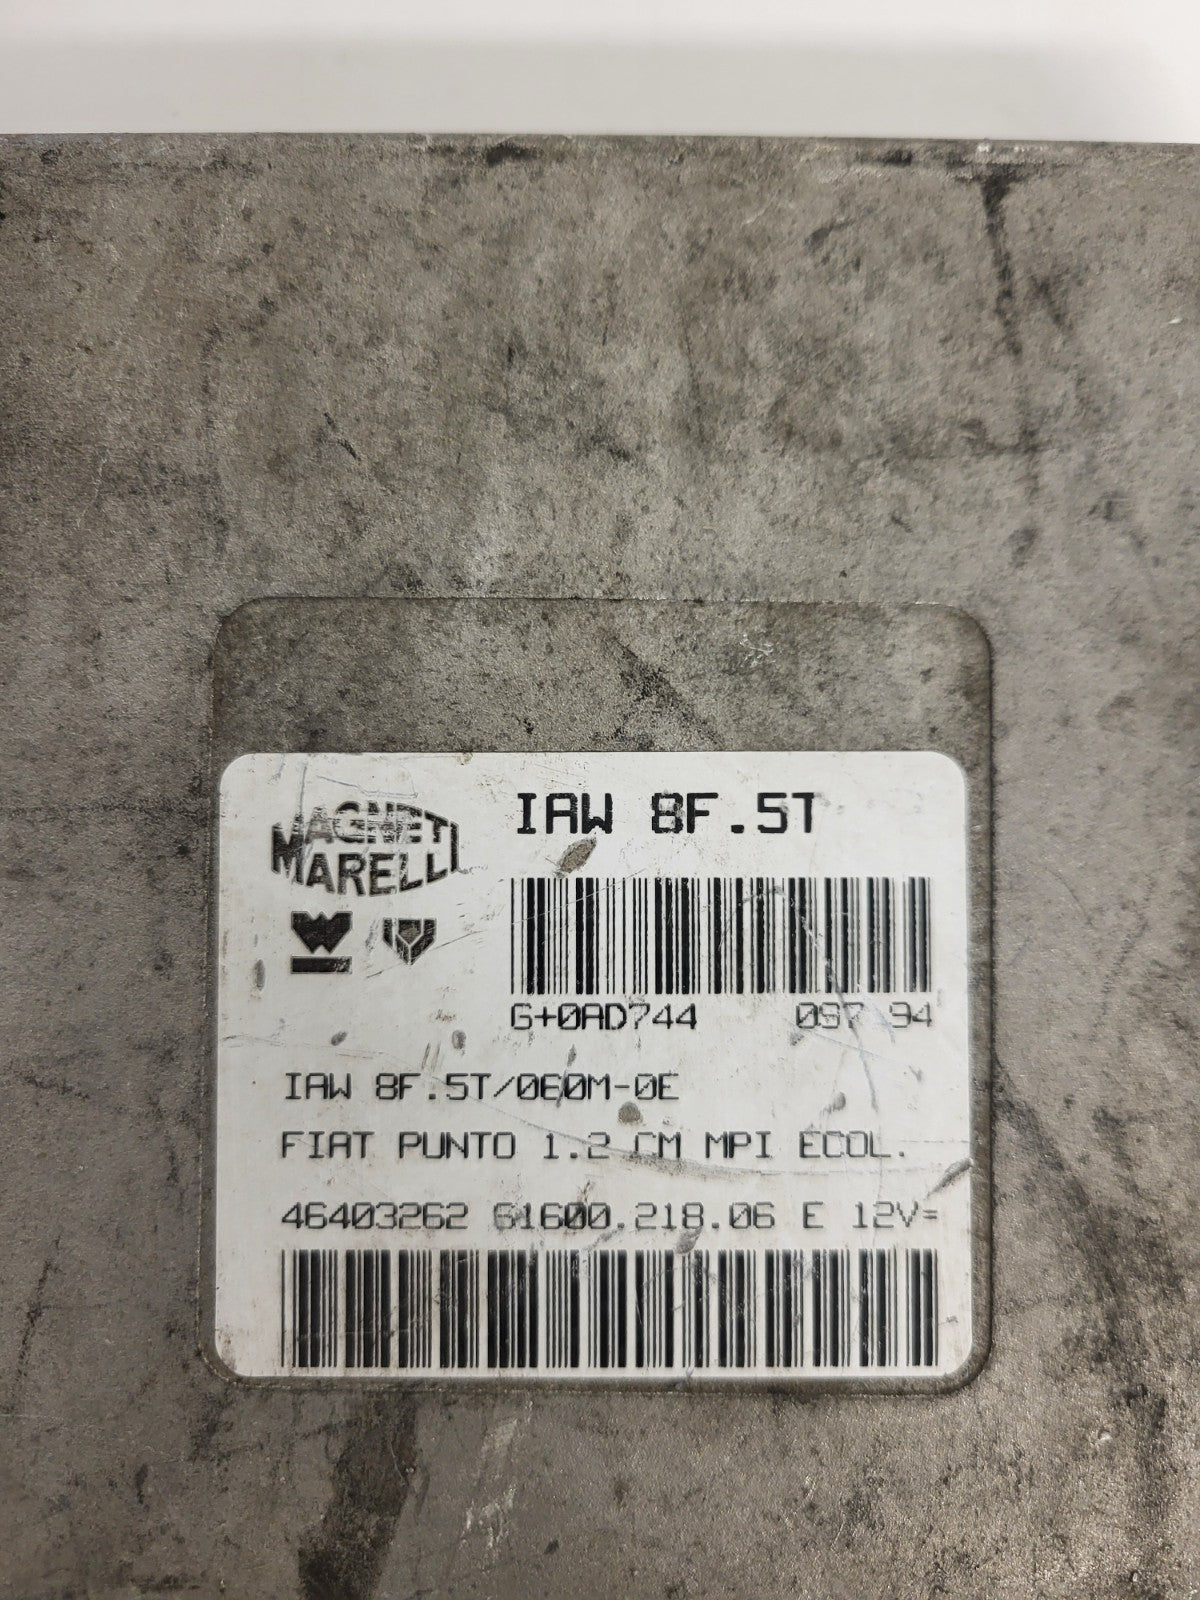 MAGNETI
MARELLI
IAW 8F.5T
G+0AD744 097 94
IAW 8F.5T/060M-0E
FIAT PUNTO 1.2 CM MPI ECOL.
46403262 61600.218.06 E 12V=